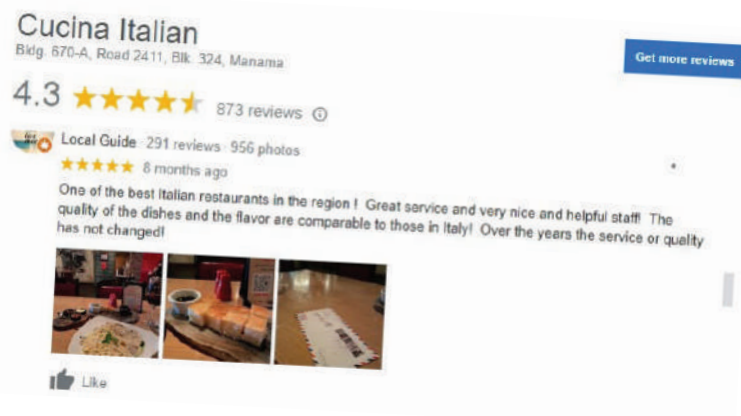 Cucina Italian
Bldg. 670-A, Road 2411, Blk. 324, Manama
Get more reviews
4.3
873 reviews
Local Guide · 291 reviews · 956 photos
8 months ago
One of the best Italian restaurants in the region ! Great service and very nice and helpful staff! The
quality of the dishes and the flavor are comparable to those in Italy! Over the years the service or quality
has not changed!
Like